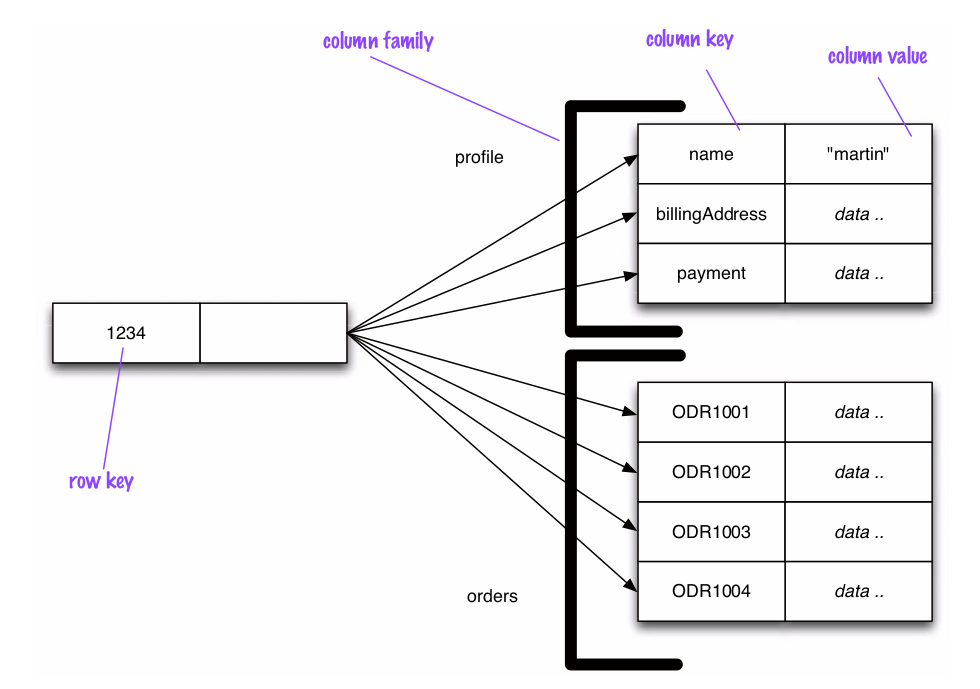 column family
column key
column value
profile
name
"martin"
billingAddress
data ..
payment
data ..
1234
row key
ODR1001
data ..
ODR1002
data ..
ODR1003
data ..
ODR1004
data ..
orders